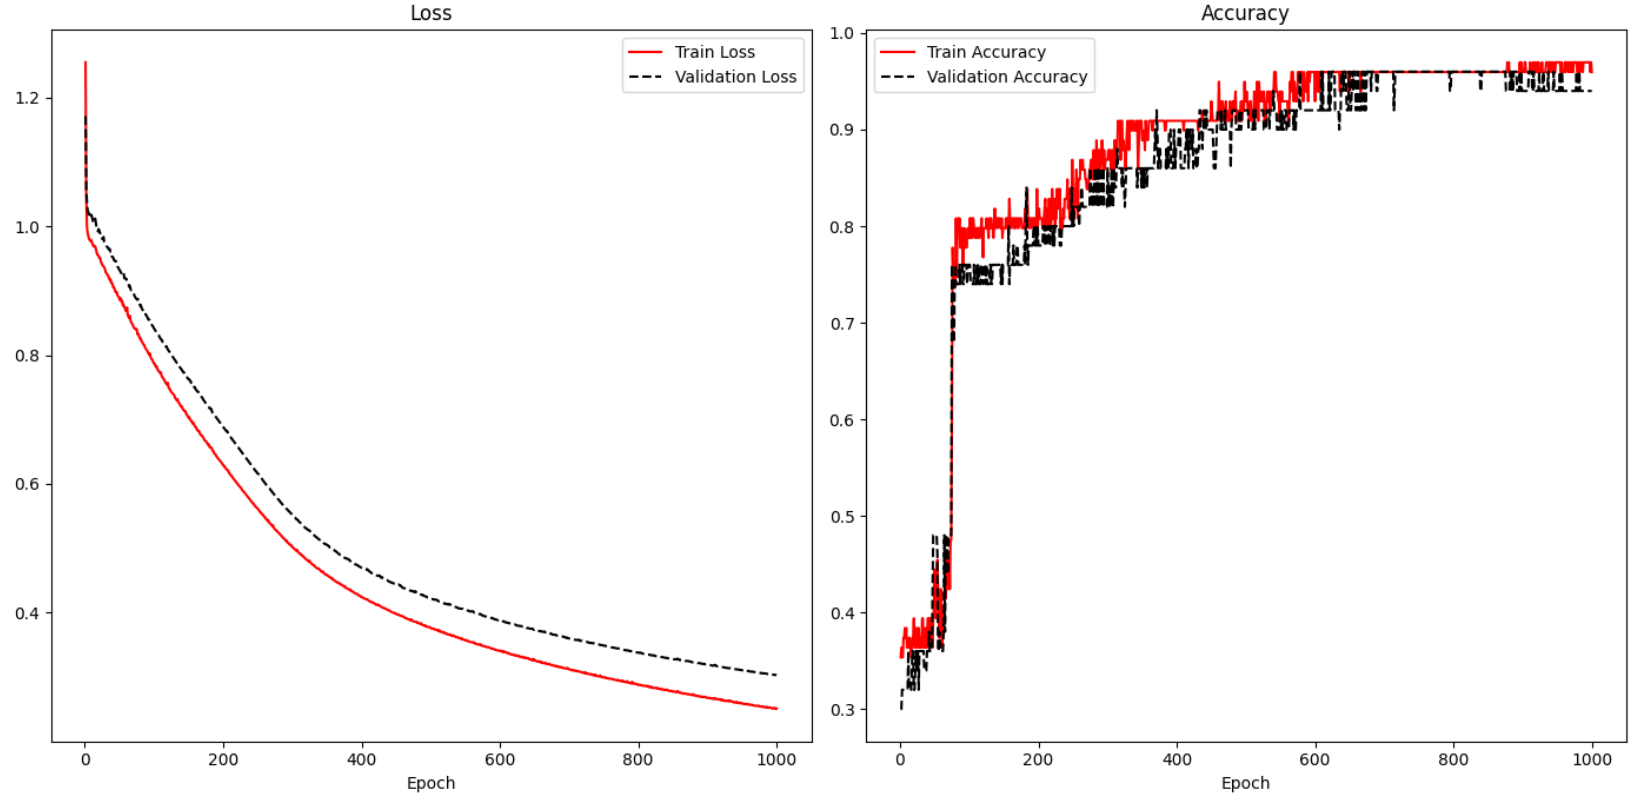 Loss
Train Loss
Validation Loss
1.2
1.0
0.8
0.6
0.4
0 200 400 600 800 1000
Epoch
Accuracy
Train Accuracy
Validation Accuracy
1.0
0.9
0.8
0.7
0.6
0.5
0.4
0.3
0 200 400 600 800 1000
Epoch